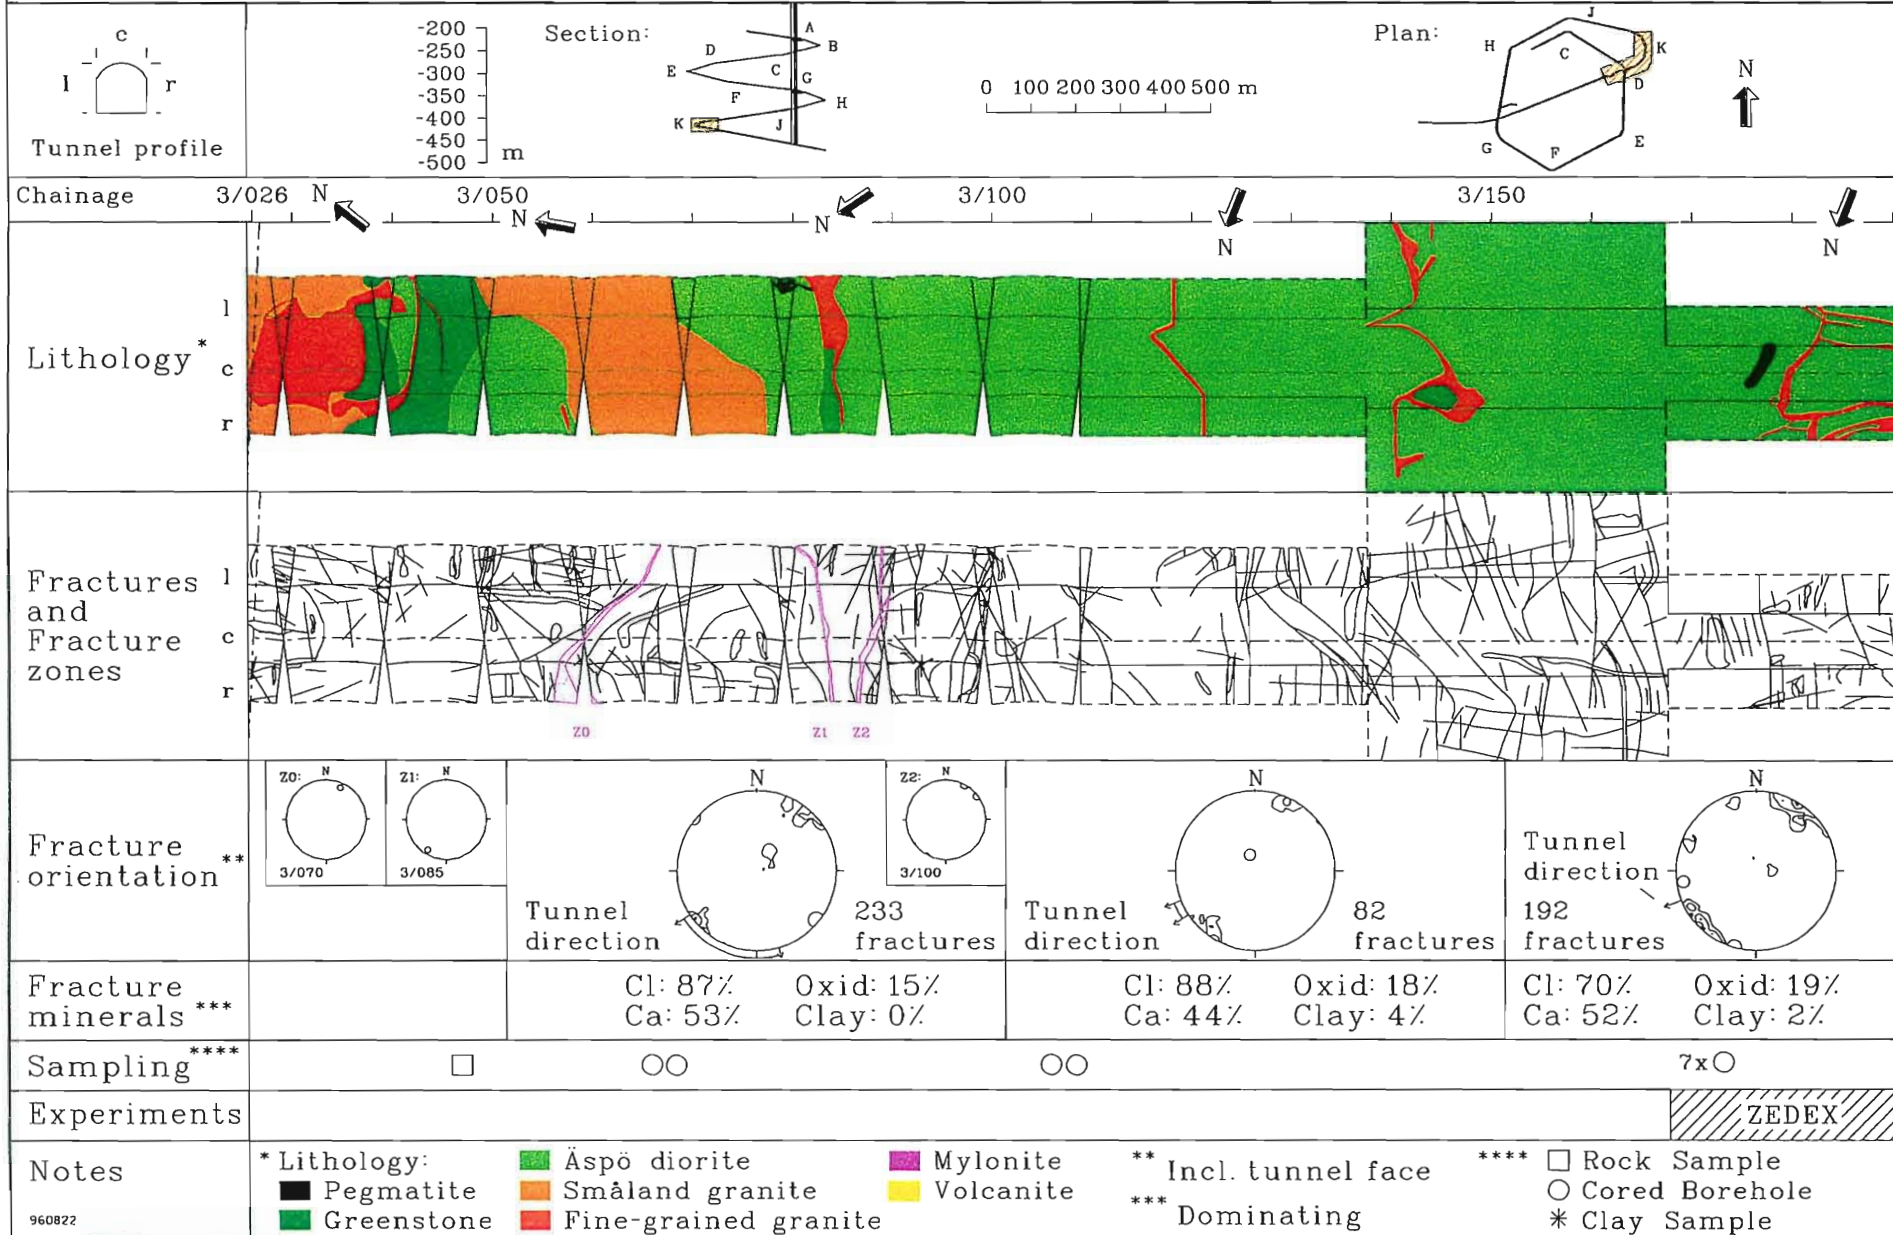 c
l r
Tunnel profile
-200
-250
-300
-350
-400
-450
-500 m
Section:
A
B
D
C
E
G
F
H
K
J
0 100 200 300 400 500 m
Plan:
J
H
C
K
D
G
F
E
N
Chainage 3/026 N 3/050 N N 3/100 N 3/150 N
Lithology *
l
c
r
Fractures
and
Fracture
zones
l
c
r
Z0 Z1 Z2
Fracture
orientation **
Z0: N
3/070
Z1: N
3/085
N
Tunnel
direction
233
fractures
Z2: N
3/100
N
Tunnel
direction
82
fractures
N
Tunnel
direction
192
fractures
Fracture
minerals ***
Cl: 87% Oxid: 15%
Ca: 53% Clay: 0%
Cl: 88% Oxid: 18%
Ca: 44% Clay: 4%
Cl: 70% Oxid: 19%
Ca: 52% Clay: 2%
Sampling ****
7x
Experiments
ZEDEX
Notes
960822
* Lithology:
Pegmatite
Greenstone
Äspö diorite
Småland granite
Fine-grained granite
Mylonite
Volcanite
** Incl. tunnel face
*** Dominating
**** Rock Sample
Cored Borehole
Clay Sample